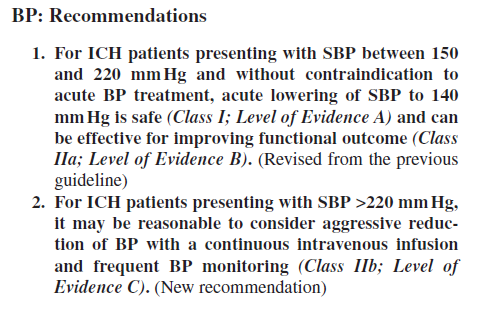 BP: Recommendations
1. For ICH patients presenting with SBP between 150
and 220 mm Hg and without contraindication to
acute BP treatment, acute lowering of SBP to 140
mm Hg is safe (Class I; Level of Evidence A) and can
be effective for improving functional outcome (Class
IIa; Level of Evidence B). (Revised from the previous
guideline)
2. For ICH patients presenting with SBP >220 mm Hg,
it may be reasonable to consider aggressive reduc-
tion of BP with a continuous intravenous infusion
and frequent BP monitoring (Class IIb; Level of
Evidence C). (New recommendation)